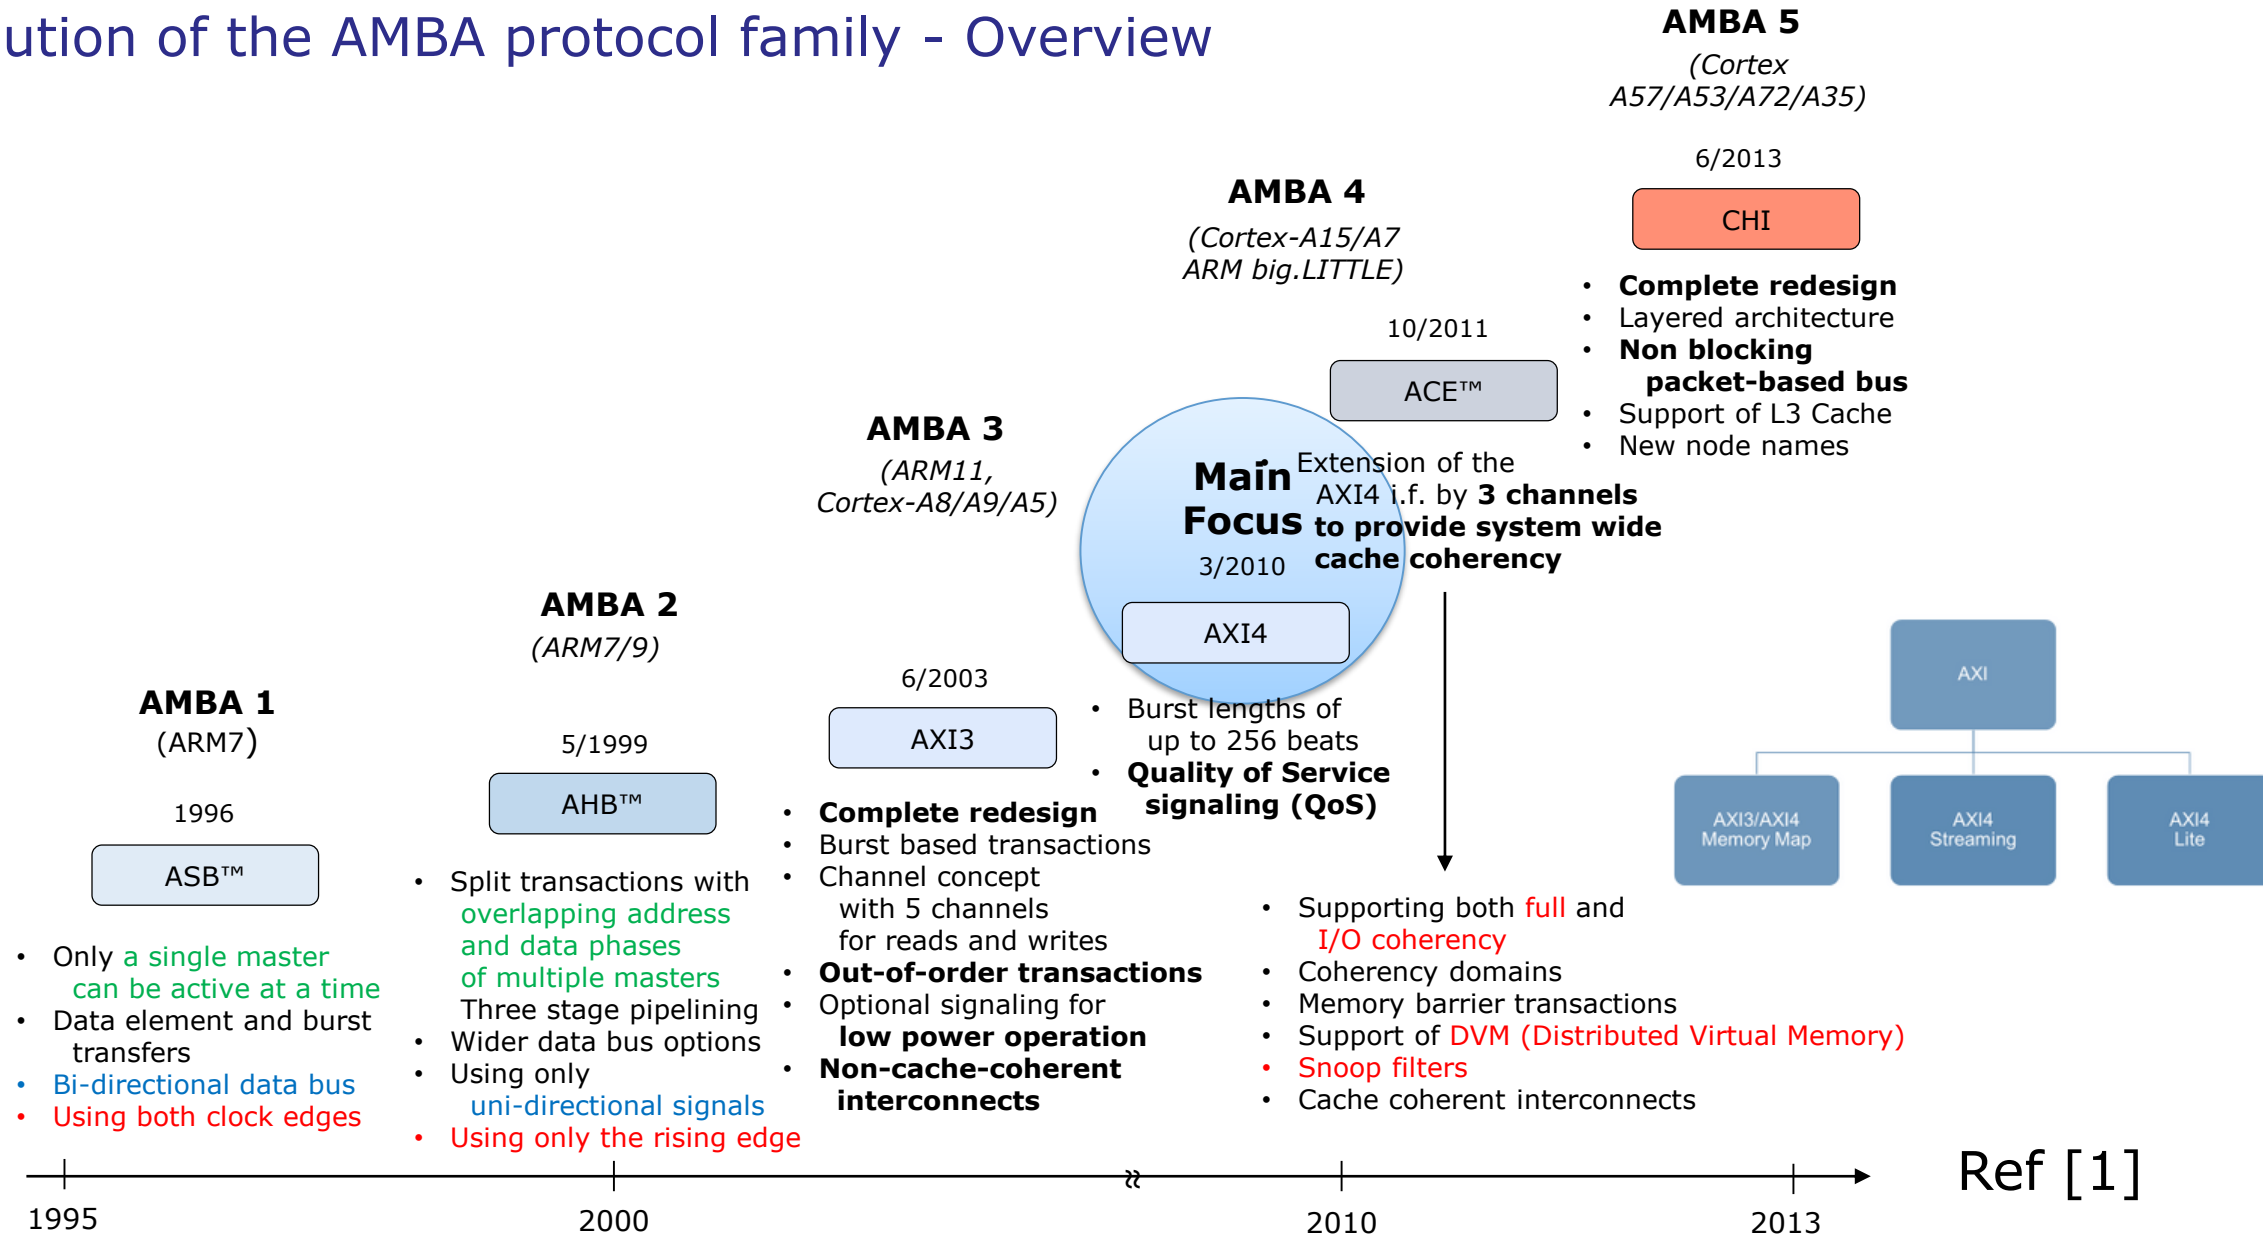 ution of the AMBA protocol family - Overview
AMBA 5
(Cortex
A57/A53/A72/A35)
6/2013
CHI
• Complete redesign
• Layered architecture
• Non blocking
packet-based bus
• Support of L3 Cache
• New node names
AMBA 4
(Cortex-A15/A7
ARM big.LITTLE)
10/2011
ACE™
• Extension of the
AXI4 i.f. by 3 channels
to provide system wide
cache coherency
Main
Focus
3/2010
AXI4
• Burst lengths of
up to 256 beats
• Quality of Service
signaling (QoS)
• Supporting both full and
I/O coherency
• Coherency domains
• Memory barrier transactions
• Support of DVM (Distributed Virtual Memory)
• Snoop filters
• Cache coherent interconnects
AMBA 3
(ARM11,
Cortex-A8/A9/A5)
6/2003
AXI3
• Complete redesign
• Burst based transactions
• Channel concept
with 5 channels
for reads and writes
• Out-of-order transactions
• Optional signaling for
low power operation
• Non-cache-coherent
interconnects
AMBA 2
(ARM7/9)
5/1999
AHB™
• Split transactions with
overlapping address
and data phases
of multiple masters
Three stage pipelining
• Wider data bus options
• Using only
uni-directional signals
• Using only the rising edge
AMBA 1
(ARM7)
1996
ASB™
• Only a single master
can be active at a time
• Data element and burst
transfers
• Bi-directional data bus
• Using both clock edges
AXI
AXI3/AXI4
Memory Map
AXI4
Streaming
AXI4
Lite
Ref [1]
≈
1995
2000
2010
2013